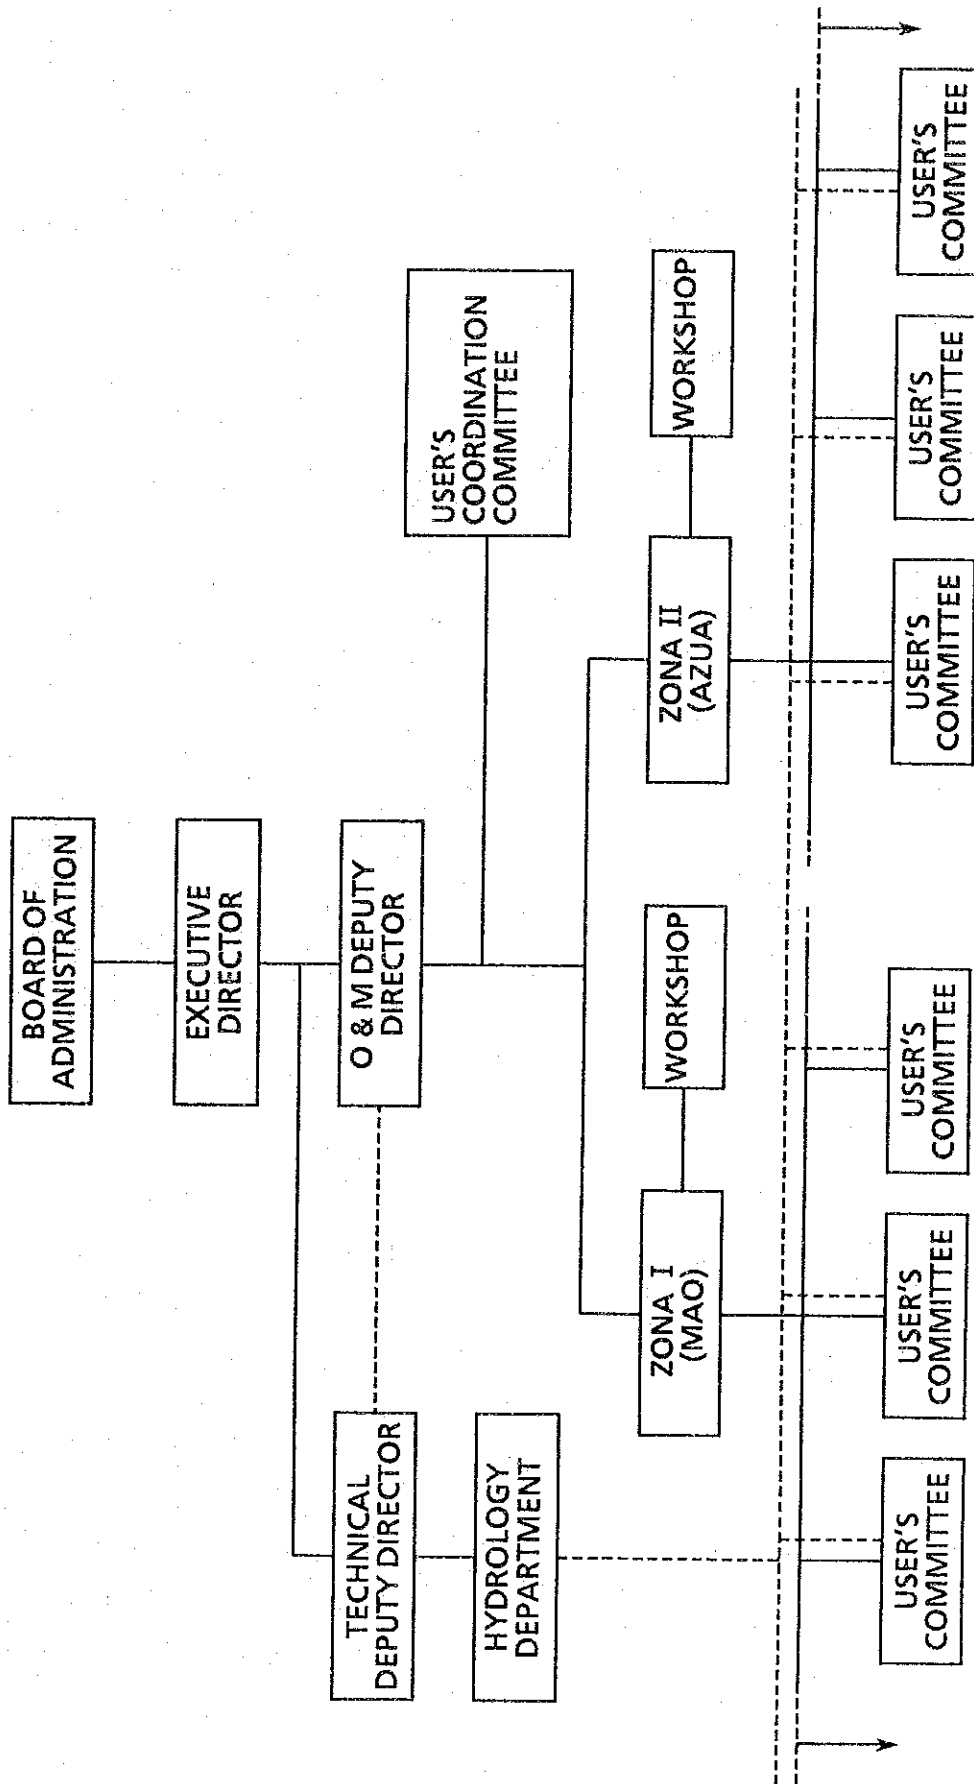 BOARD OF
ADMINISTRATION
EXECUTIVE
DIRECTOR
TECHNICAL
DEPUTY DIRECTOR
O & M DEPUTY
DIRECTOR
HYDROLOGY
DEPARTMENT
USER'S
COORDINATION
COMMITTEE
ZONA I
(MAO)
WORKSHOP
ZONA II
(AZUA)
WORKSHOP
USER'S
COMMITTEE
USER'S
COMMITTEE
USER'S
COMMITTEE
USER'S
COMMITTEE
USER'S
COMMITTEE
USER'S
COMMITTEE